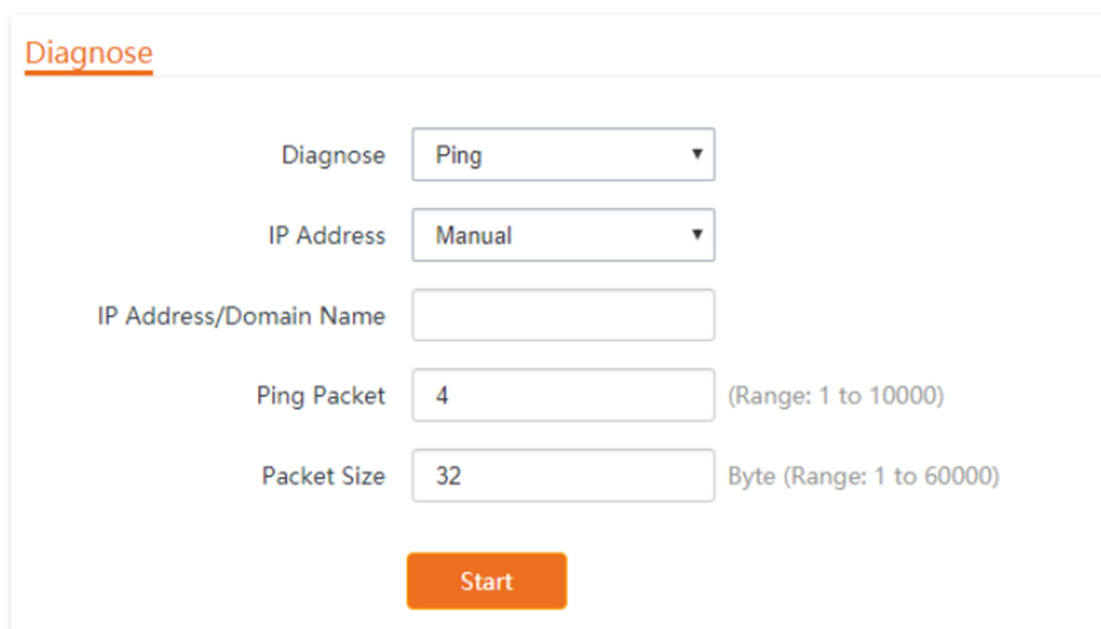 Diagnose
Diagnose Ping
IP Address Manual
IP Address/Domain Name
Ping Packet 4 (Range: 1 to 10000)
Packet Size 32 Byte (Range: 1 to 60000)
Start